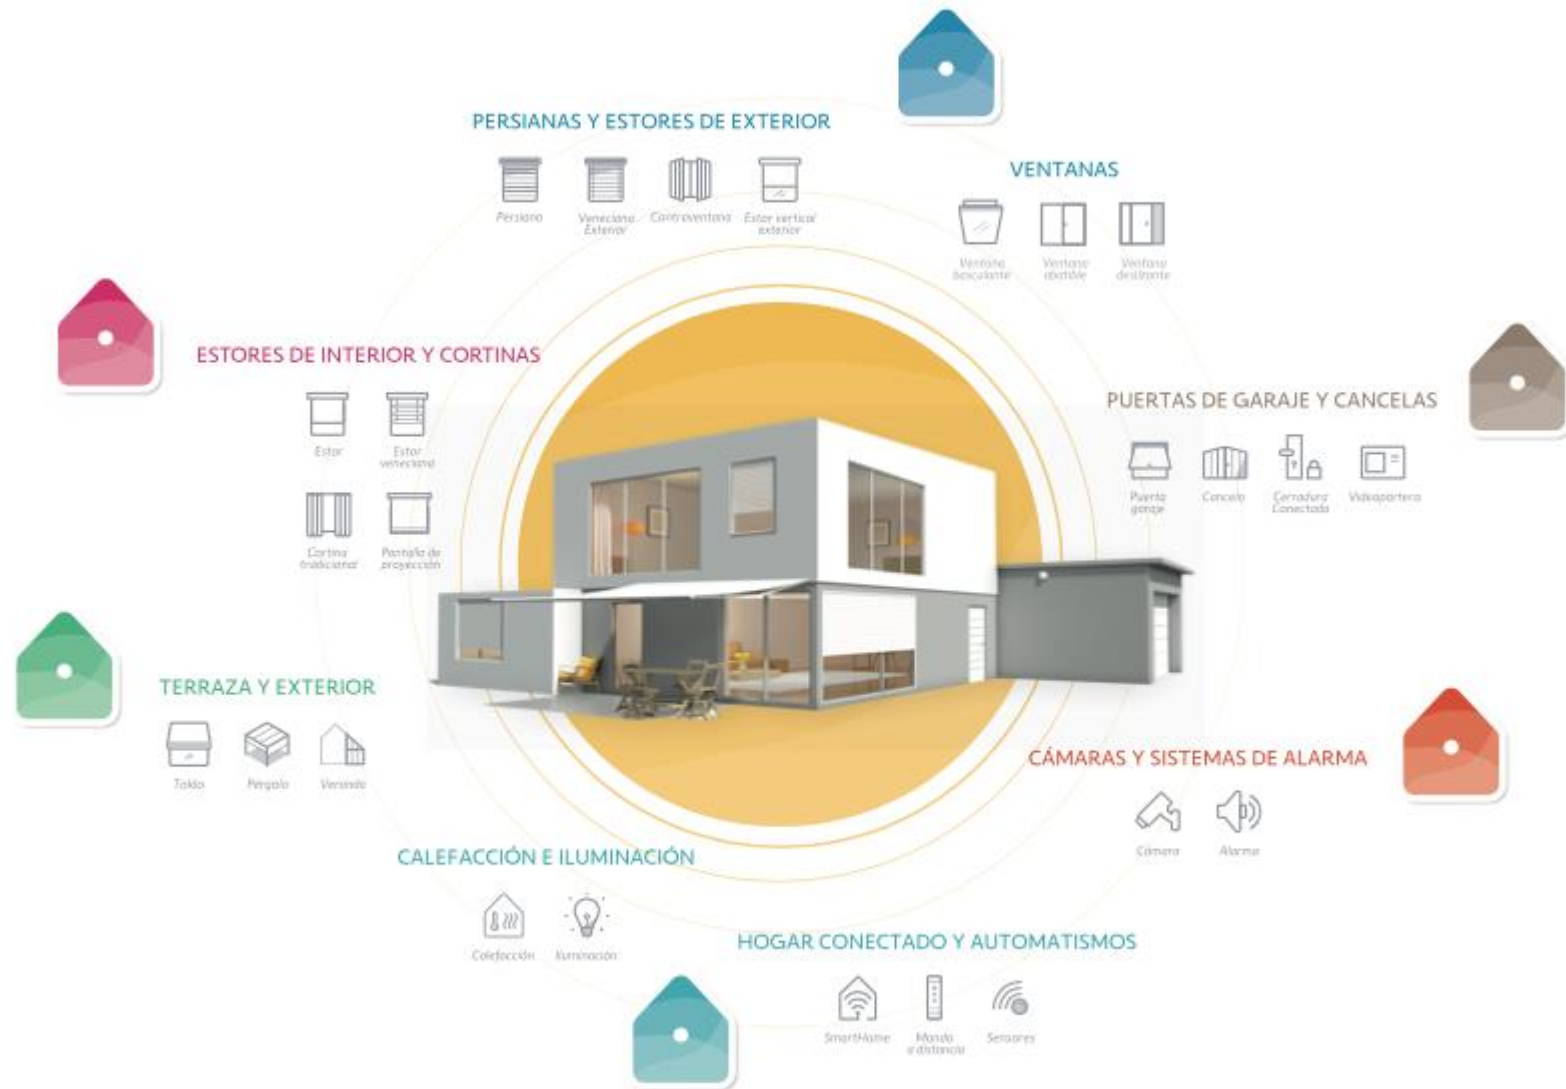 PERSIANAS Y ESTORES DE EXTERIOR
Persiana
Veneciana
Exterior
Contraventana
Estor vertical
exterior
VENTANAS
Ventana
basculante
Ventana
abatible
Ventana
deslizante
ESTORES DE INTERIOR Y CORTINAS
Estor
Estor
veneciano
Cortina
tradicional
Pantalla de
proyección
PUERTAS DE GARAJE Y CANCELAS
Puerta
garaje
Cancela
Cerradura
Conectada
Videoportero
TERRAZA Y EXTERIOR
Toldo
Pérgola
Veranda
CÁMARAS Y SISTEMAS DE ALARMA
Cámara
Alarma
CALEFACCIÓN E ILUMINACIÓN
Calefacción
Iluminación
HOGAR CONECTADO Y AUTOMATISMOS
SmartHome
Mando
a distancia
Sensores